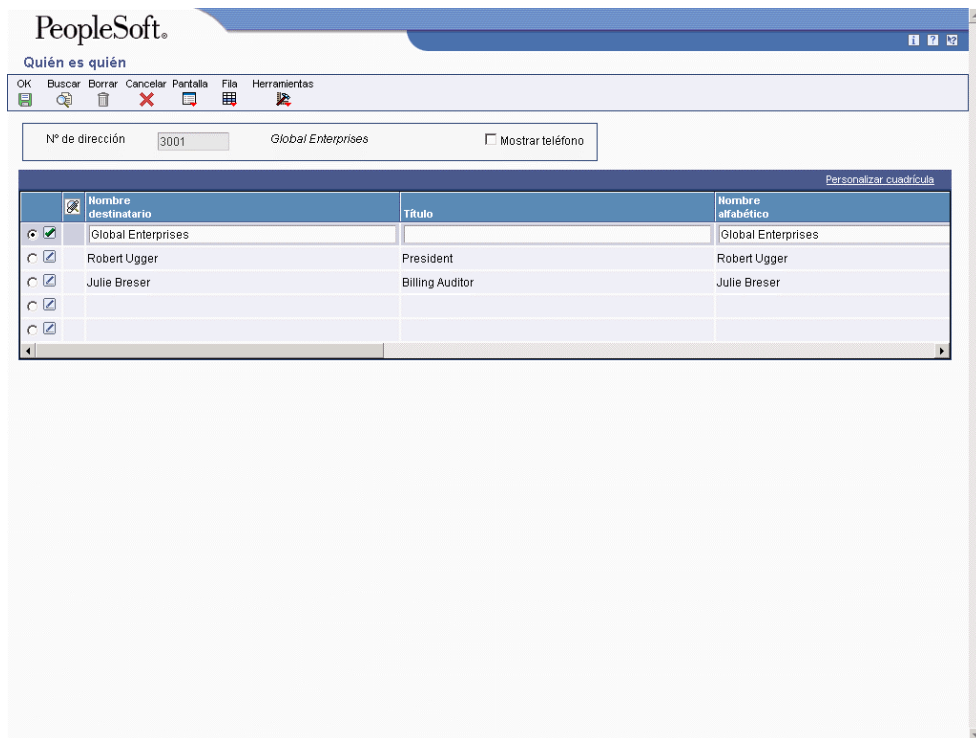 PeopleSoft.
Quién es quién
OK Buscar Borrar Cancelar Pantalla Fila Herramientas
Nº de dirección 3001 Global Enterprises Mostrar teléfono
Personalizar cuadrícula
Nombre destinatario Título Nombre alfabético
Global Enterprises Global Enterprises
Robert Ugger President Robert Ugger
Julie Breser Billing Auditor Julie Breser